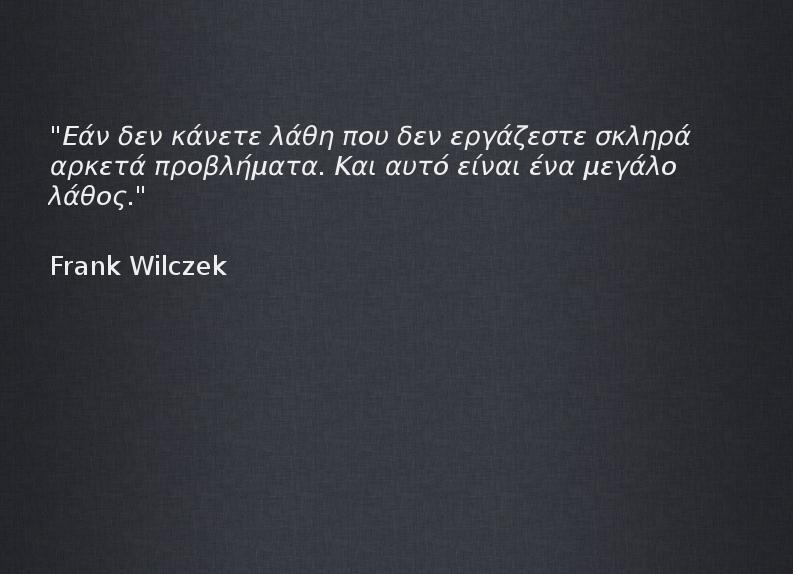 "Εάν δεν κάνετε λάθη που δεν εργάζεστε σκληρά
αρκετά προβλήματα. Και αυτό είναι ένα μεγάλο
λάθος."
Frank Wilczek